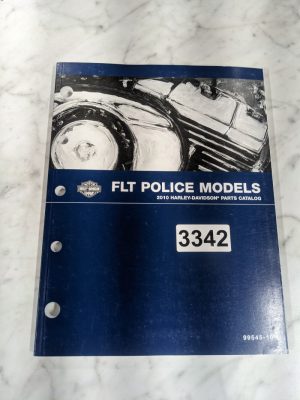 FLT POLICE MODELS
2010 HARLEY-DAVIDSON® PARTS CATALOG
3342